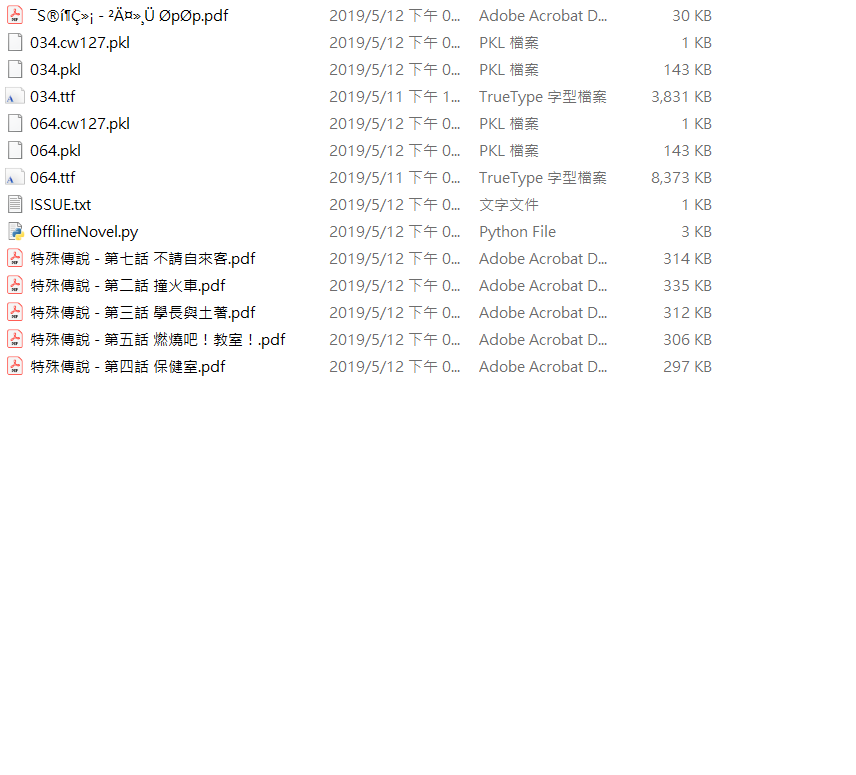 ¯S®í¶Ç»¡ - ²Ä¤»¸Ü ØpØp.pdf 2019/5/12 下午 0... Adobe Acrobat D... 30 KB
034.cw127.pkl 2019/5/12 下午 0... PKL 檔案 1 KB
034.pkl 2019/5/12 下午 0... PKL 檔案 143 KB
034.ttf 2019/5/11 下午 1... TrueType 字型檔案 3,831 KB
064.cw127.pkl 2019/5/12 下午 0... PKL 檔案 1 KB
064.pkl 2019/5/12 下午 0... PKL 檔案 143 KB
064.ttf 2019/5/11 下午 1... TrueType 字型檔案 8,373 KB
ISSUE.txt 2019/5/12 下午 0... 文字文件 1 KB
OfflineNovel.py 2019/5/12 下午 0... Python File 3 KB
特殊傳說 - 第七話 不請自來客.pdf 2019/5/12 下午 0... Adobe Acrobat D... 314 KB
特殊傳說 - 第二話 撞火車.pdf 2019/5/12 下午 0... Adobe Acrobat D... 335 KB
特殊傳說 - 第三話 學長與土著.pdf 2019/5/12 下午 0... Adobe Acrobat D... 312 KB
特殊傳說 - 第五話 燃燒吧！教室！.pdf 2019/5/12 下午 0... Adobe Acrobat D... 306 KB
特殊傳說 - 第四話 保健室.pdf 2019/5/12 下午 0... Adobe Acrobat D... 297 KB